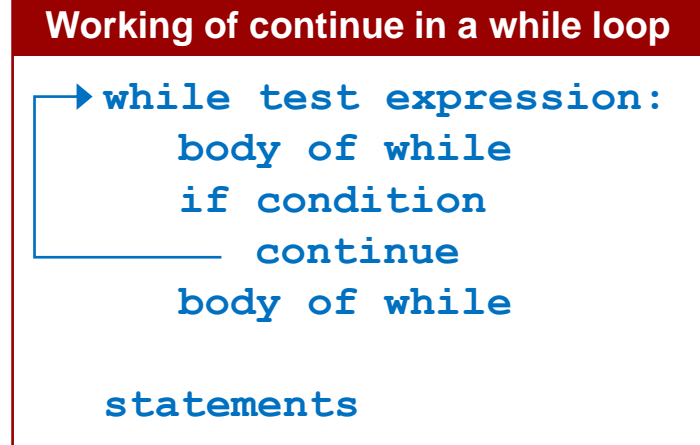 Working of continue in a while loop
while test expression:
body of while
if condition
continue
body of while
statements